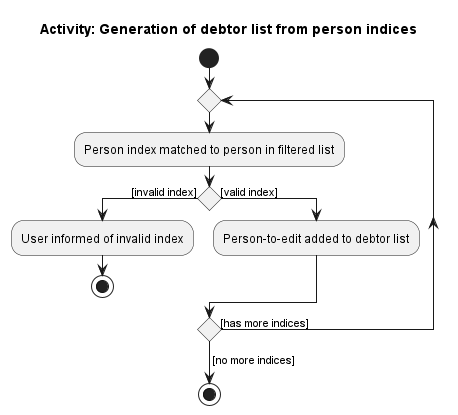 Activity: Generation of debtor list from person indices
Person index matched to person in filtered list
[invalid index]
[valid index]
User informed of invalid index
Person-to-edit added to debtor list
[has more indices]
[no more indices]